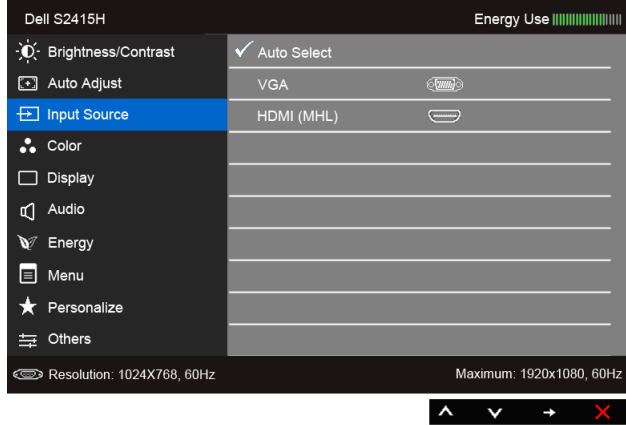 Dell S2415H Energy Use
Brightness/Contrast Auto Select
Auto Adjust VGA
Input Source HDMI (MHL)
Color
Display
Audio
Energy
Menu
Personalize
Others
Resolution: 1024X768, 60Hz Maximum: 1920x1080, 60Hz